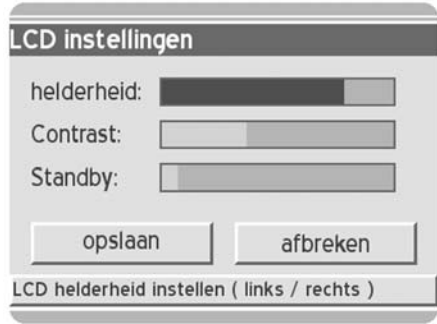 LCD instellingen
helderheid:
Contrast:
Standby:
opslaan afbreken
LCD helderheid instellen ( links / rechts )